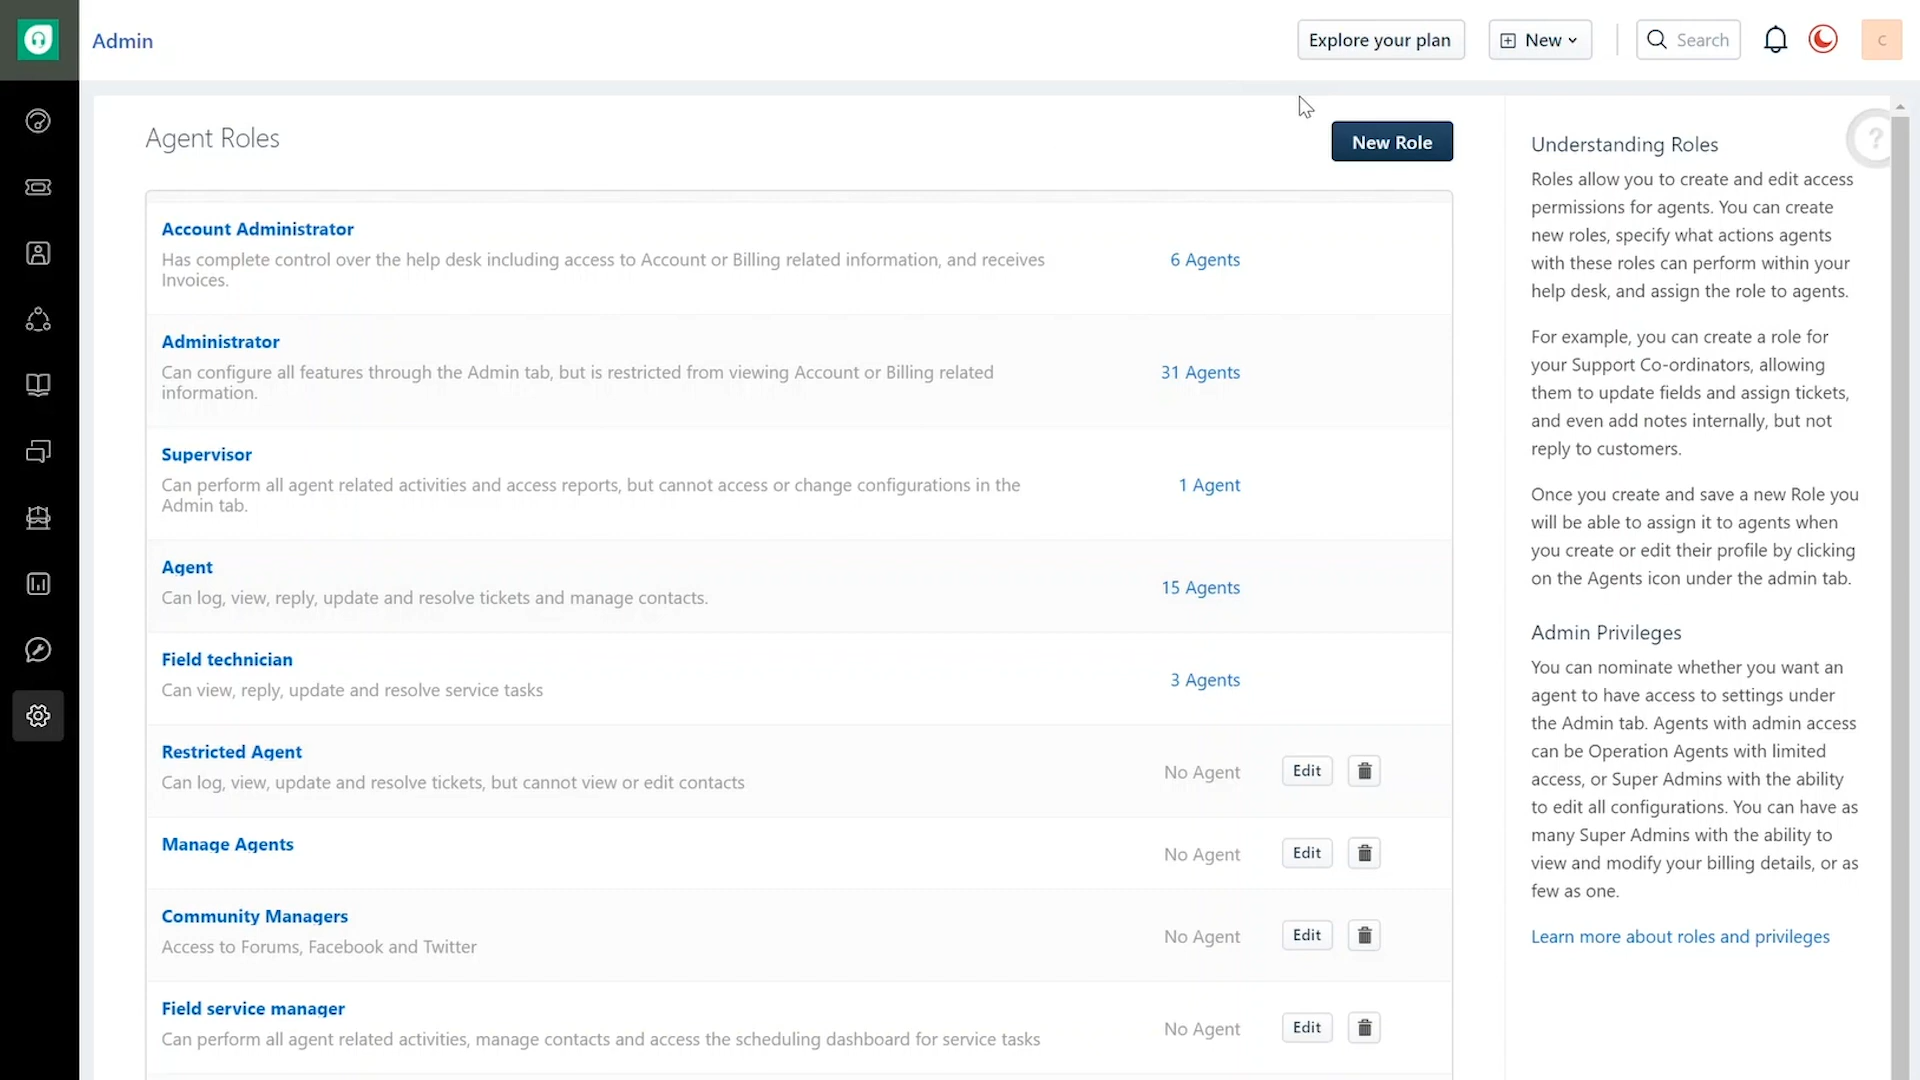 Admin
Explore your plan
New
Search
C
Agent Roles
New Role
Account Administrator
Has complete control over the help desk including access to Account or Billing related information, and receives
Invoices.
6 Agents
Administrator
Can configure all features through the Admin tab, but is restricted from viewing Account or Billing related
information.
31 Agents
Supervisor
Can perform all agent related activities and access reports, but cannot access or change configurations in the
Admin tab.
1 Agent
Agent
Can log, view, reply, update and resolve tickets and manage contacts.
15 Agents
Field technician
Can view, reply, update and resolve service tasks
3 Agents
Restricted Agent
Can log, view, update and resolve tickets, but cannot view or edit contacts
No Agent
Edit
Manage Agents
No Agent
Edit
Community Managers
Access to Forums, Facebook and Twitter
No Agent
Edit
Field service manager
Can perform all agent related activities, manage contacts and access the scheduling dashboard for service tasks
No Agent
Edit
?
Understanding Roles
Roles allow you to create and edit access
permissions for agents. You can create
new roles, specify what actions agents
with these roles can perform within your
help desk, and assign the role to agents.
For example, you can create a role for
your Support Co-ordinators, allowing
them to update fields and assign tickets,
and even add notes internally, but not
reply to customers.
Once you create and save a new Role you
will be able to assign it to agents when
you create or edit their profile by clicking
on the Agents icon under the admin tab.
Admin Privileges
You can nominate whether you want an
agent to have access to settings under
the Admin tab. Agents with admin access
can be Operation Agents with limited
access, or Super Admins with the ability
to edit all configurations. You can have as
many Super Admins with the ability to
view and modify your billing details, or as
few as one.
Learn more about roles and privileges